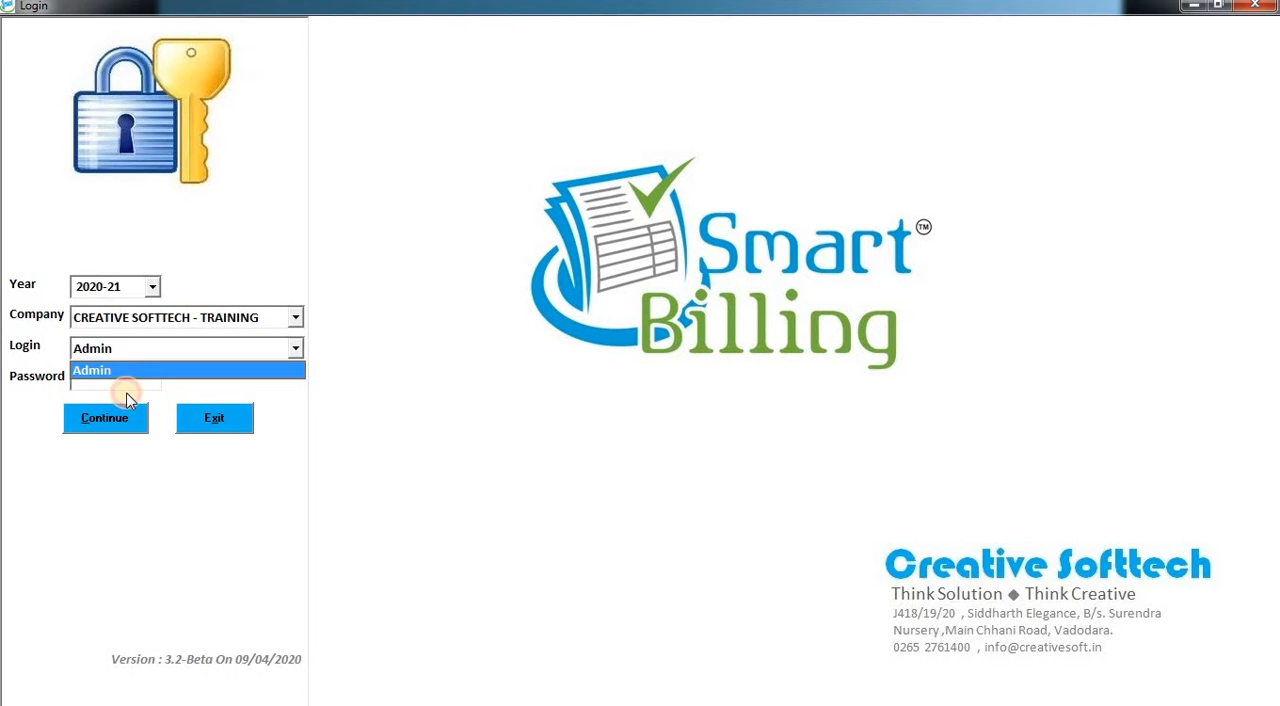 Login
Year
2020-21
Company
CREATIVE SOFTTECH - TRAINING
Login
Admin
Admin
Password
Continue
Exit
Version : 3.2-Beta On 09/04/2020
Smart TM
Billing
Creative Softtech
Think Solution ◆ Think Creative
J418/19/20 , Siddharth Elegance, B/s. Surendra
Nursery ,Main Chhani Road, Vadodara.
0265 2761400 , info@creativesoft.in